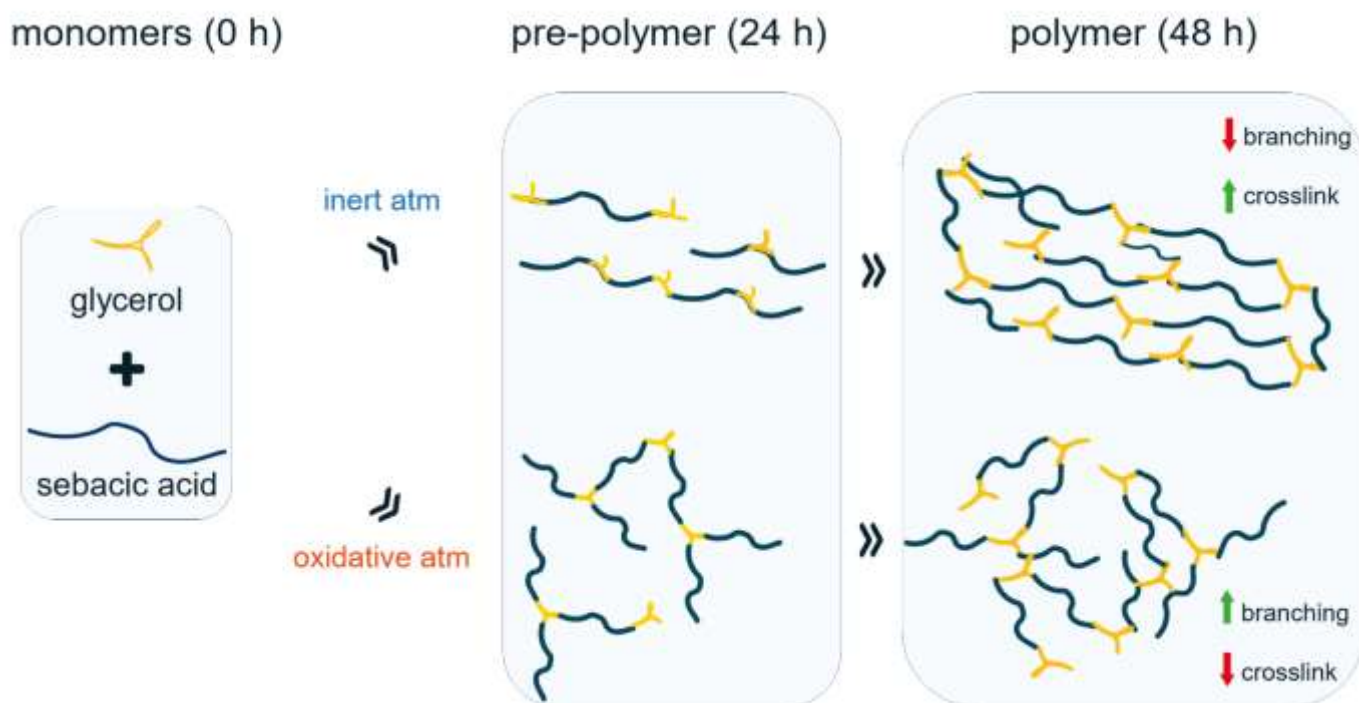 monomers (0 h)
pre-polymer (24 h)
polymer (48 h)
glycerol
sebacic acid
inert atm
oxidative atm
branching
crosslink
branching
crosslink